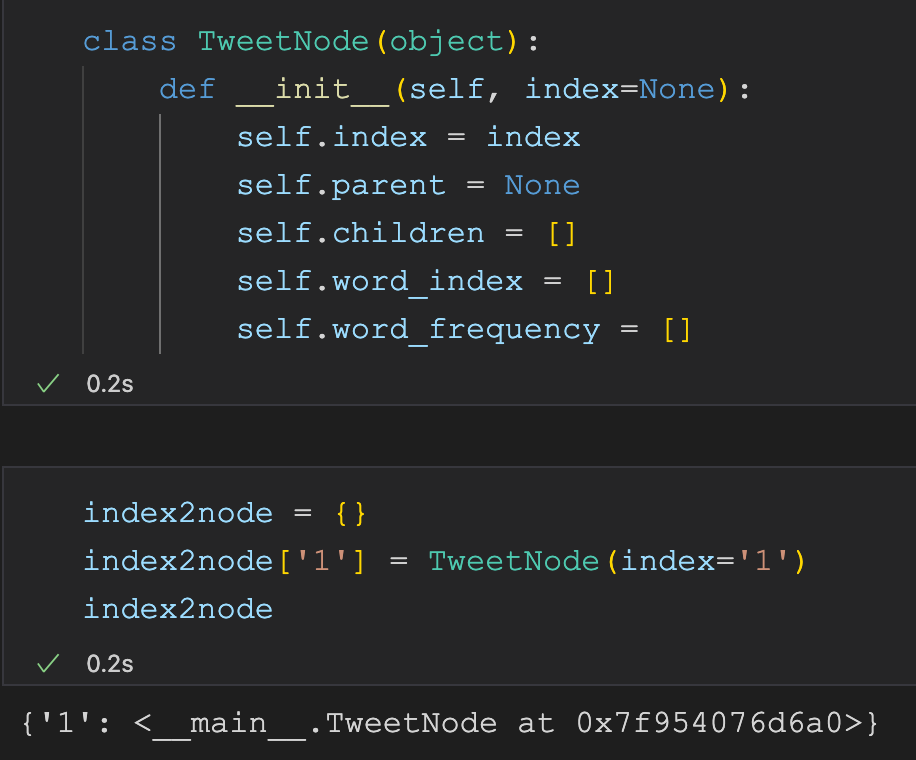 class TweetNode(object):
    def __init__(self, index=None):
        self.index = index
        self.parent = None
        self.children = []
        self.word_index = []
        self.word_frequency = []
0.2s
index2node = {}
index2node['1'] = TweetNode(index='1')
index2node
0.2s
{'1': <__main__.TweetNode at 0x7f954076d6a0>}